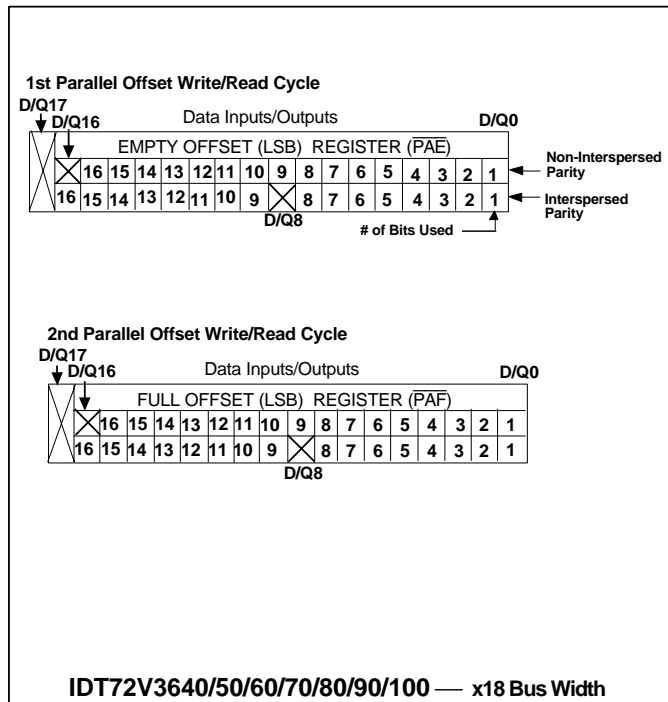 1st Parallel Offset Write/Read Cycle
D/Q17
D/Q16
Data Inputs/Outputs
D/Q0
EMPTY OFFSET (LSB) REGISTER (PAE)
16 15 14 13 12 11 10 9 8 7 6 5 4 3 2 1
Non-Interspersed Parity
16 15 14 13 12 11 10 9 8 7 6 5 4 3 2 1
Interspersed Parity
D/Q8
# of Bits Used
2nd Parallel Offset Write/Read Cycle
D/Q17
D/Q16
Data Inputs/Outputs
D/Q0
FULL OFFSET (LSB) REGISTER (PAF)
16 15 14 13 12 11 10 9 8 7 6 5 4 3 2 1
16 15 14 13 12 11 10 9 8 7 6 5 4 3 2 1
D/Q8
IDT72V3640/50/60/70/80/90/100 — x18 Bus Width